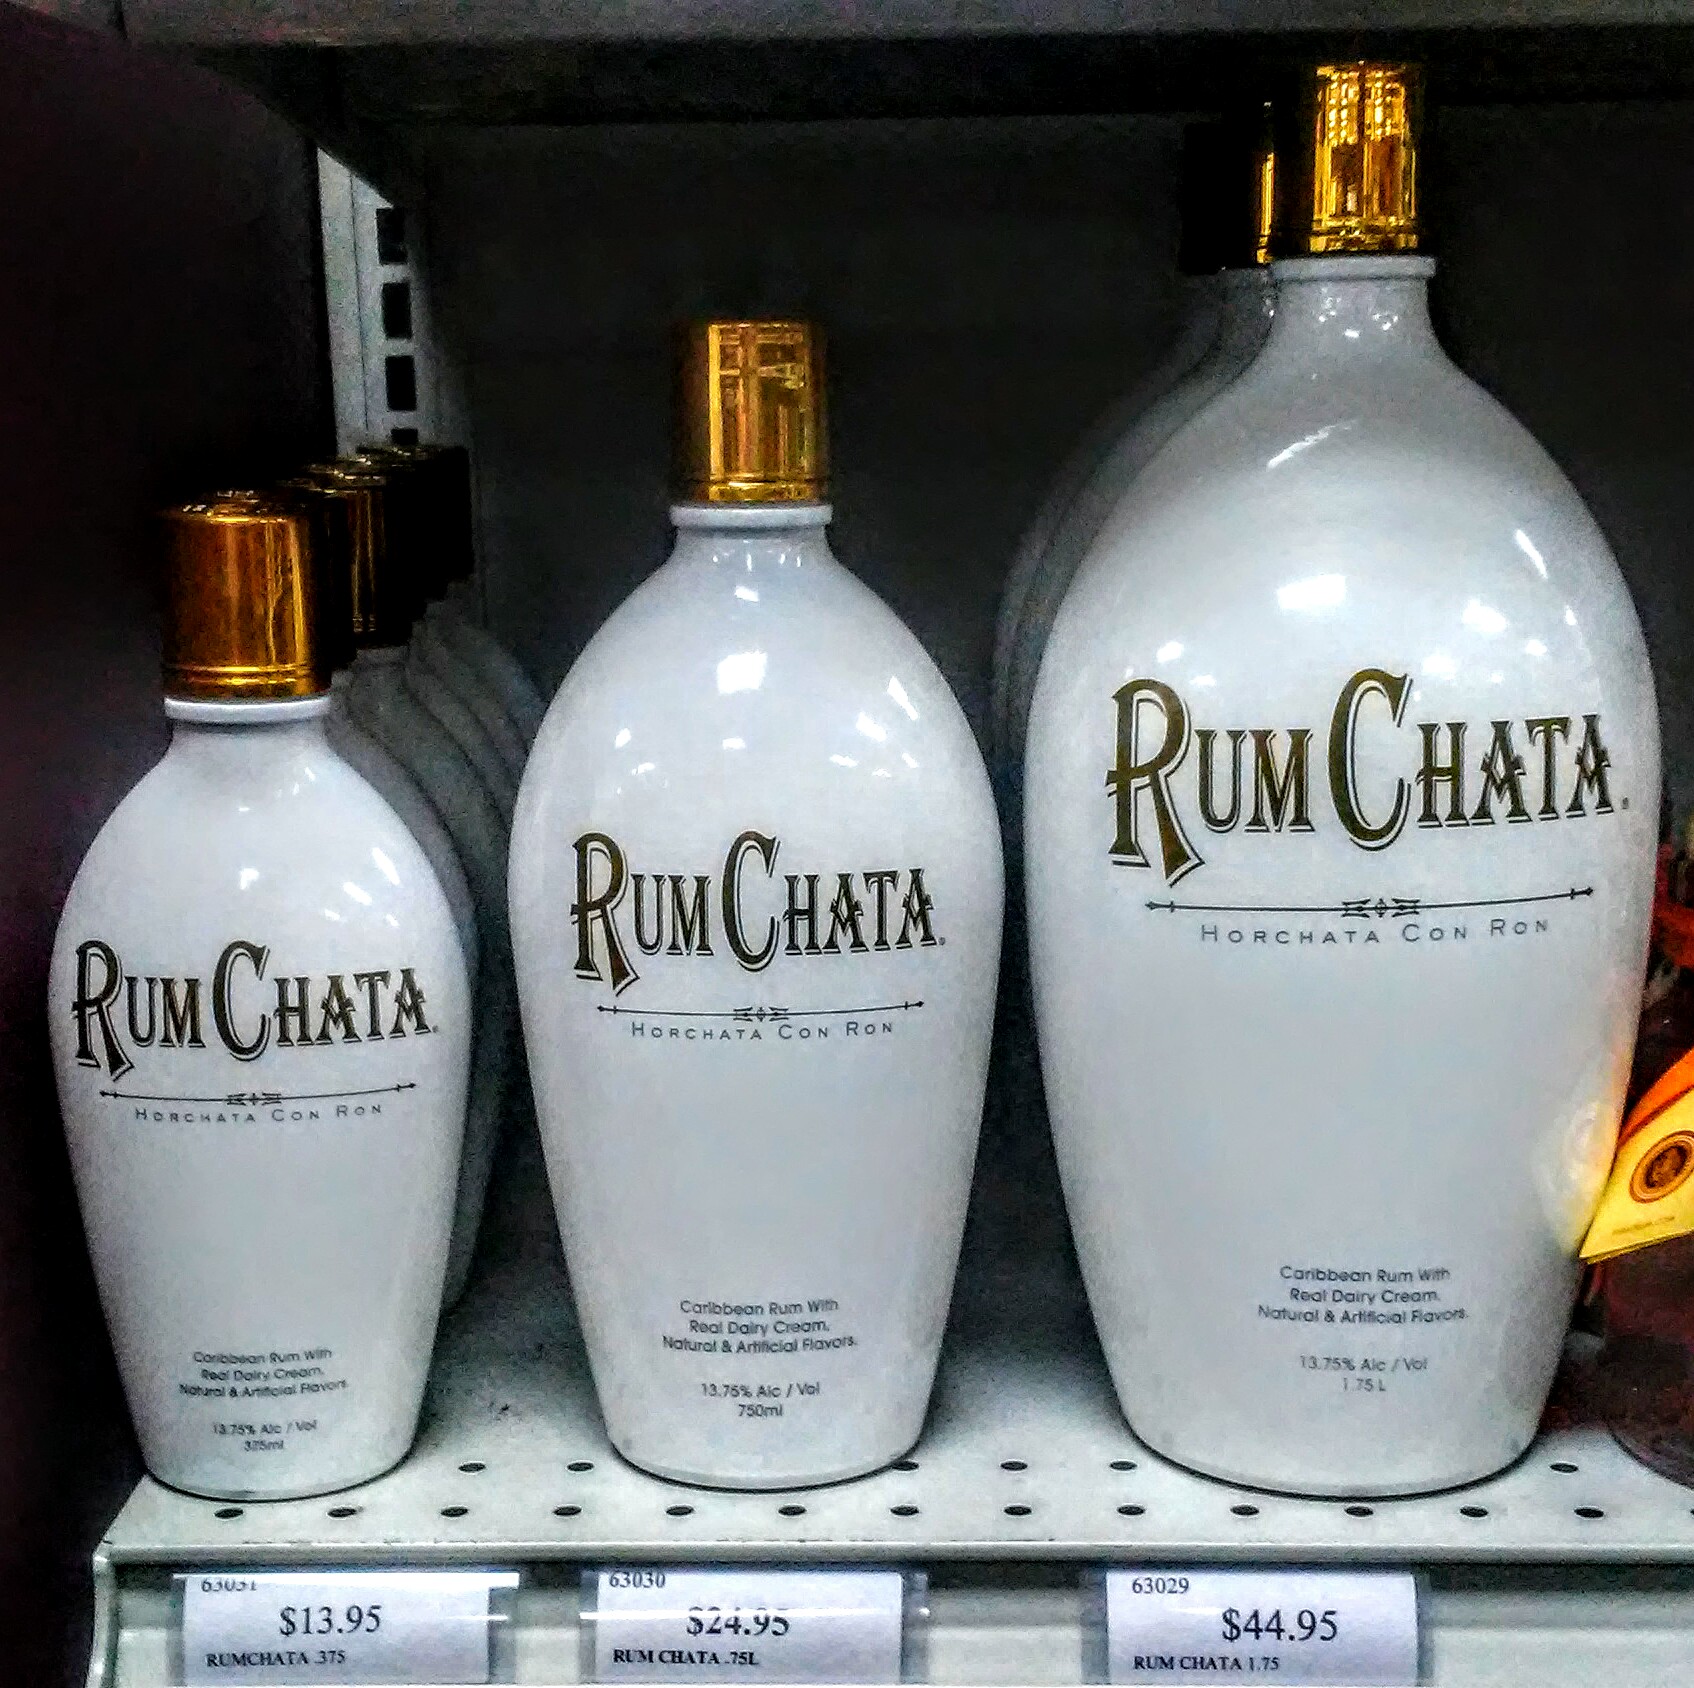 RUMCHATA
HORCHATA CON RON
Caribbean Rum With
Real Dairy Cream,
Natural & Artificial Flavors.
13.75% Alc / Vol
375ml
RUMCHATA
HORCHATA CON RON
Caribbean Rum With
Real Dairy Cream,
Natural & Artificial Flavors.
13.75% Alc / Vol
750ml
RUMCHATA
HORCHATA CON RON
Caribbean Rum With
Real Dairy Cream,
Natural & Artificial Flavors.
13.75% Alc / Vol
1.75 L
63031
$13.95
RUMCHATA .375
63030
$24.95
RUM CHATA .75L
63029
$44.95
RUM CHATA 1.75